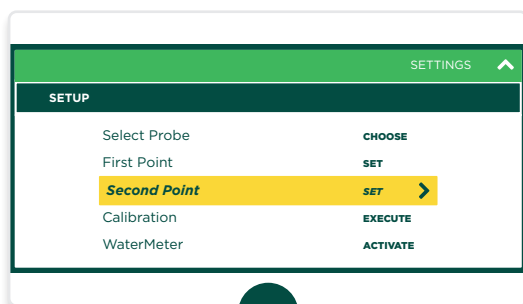 SETTINGS
SETUP
Select Probe CHOOSE
First Point SET
Second Point SET
Calibration EXECUTE
WaterMeter ACTIVATE